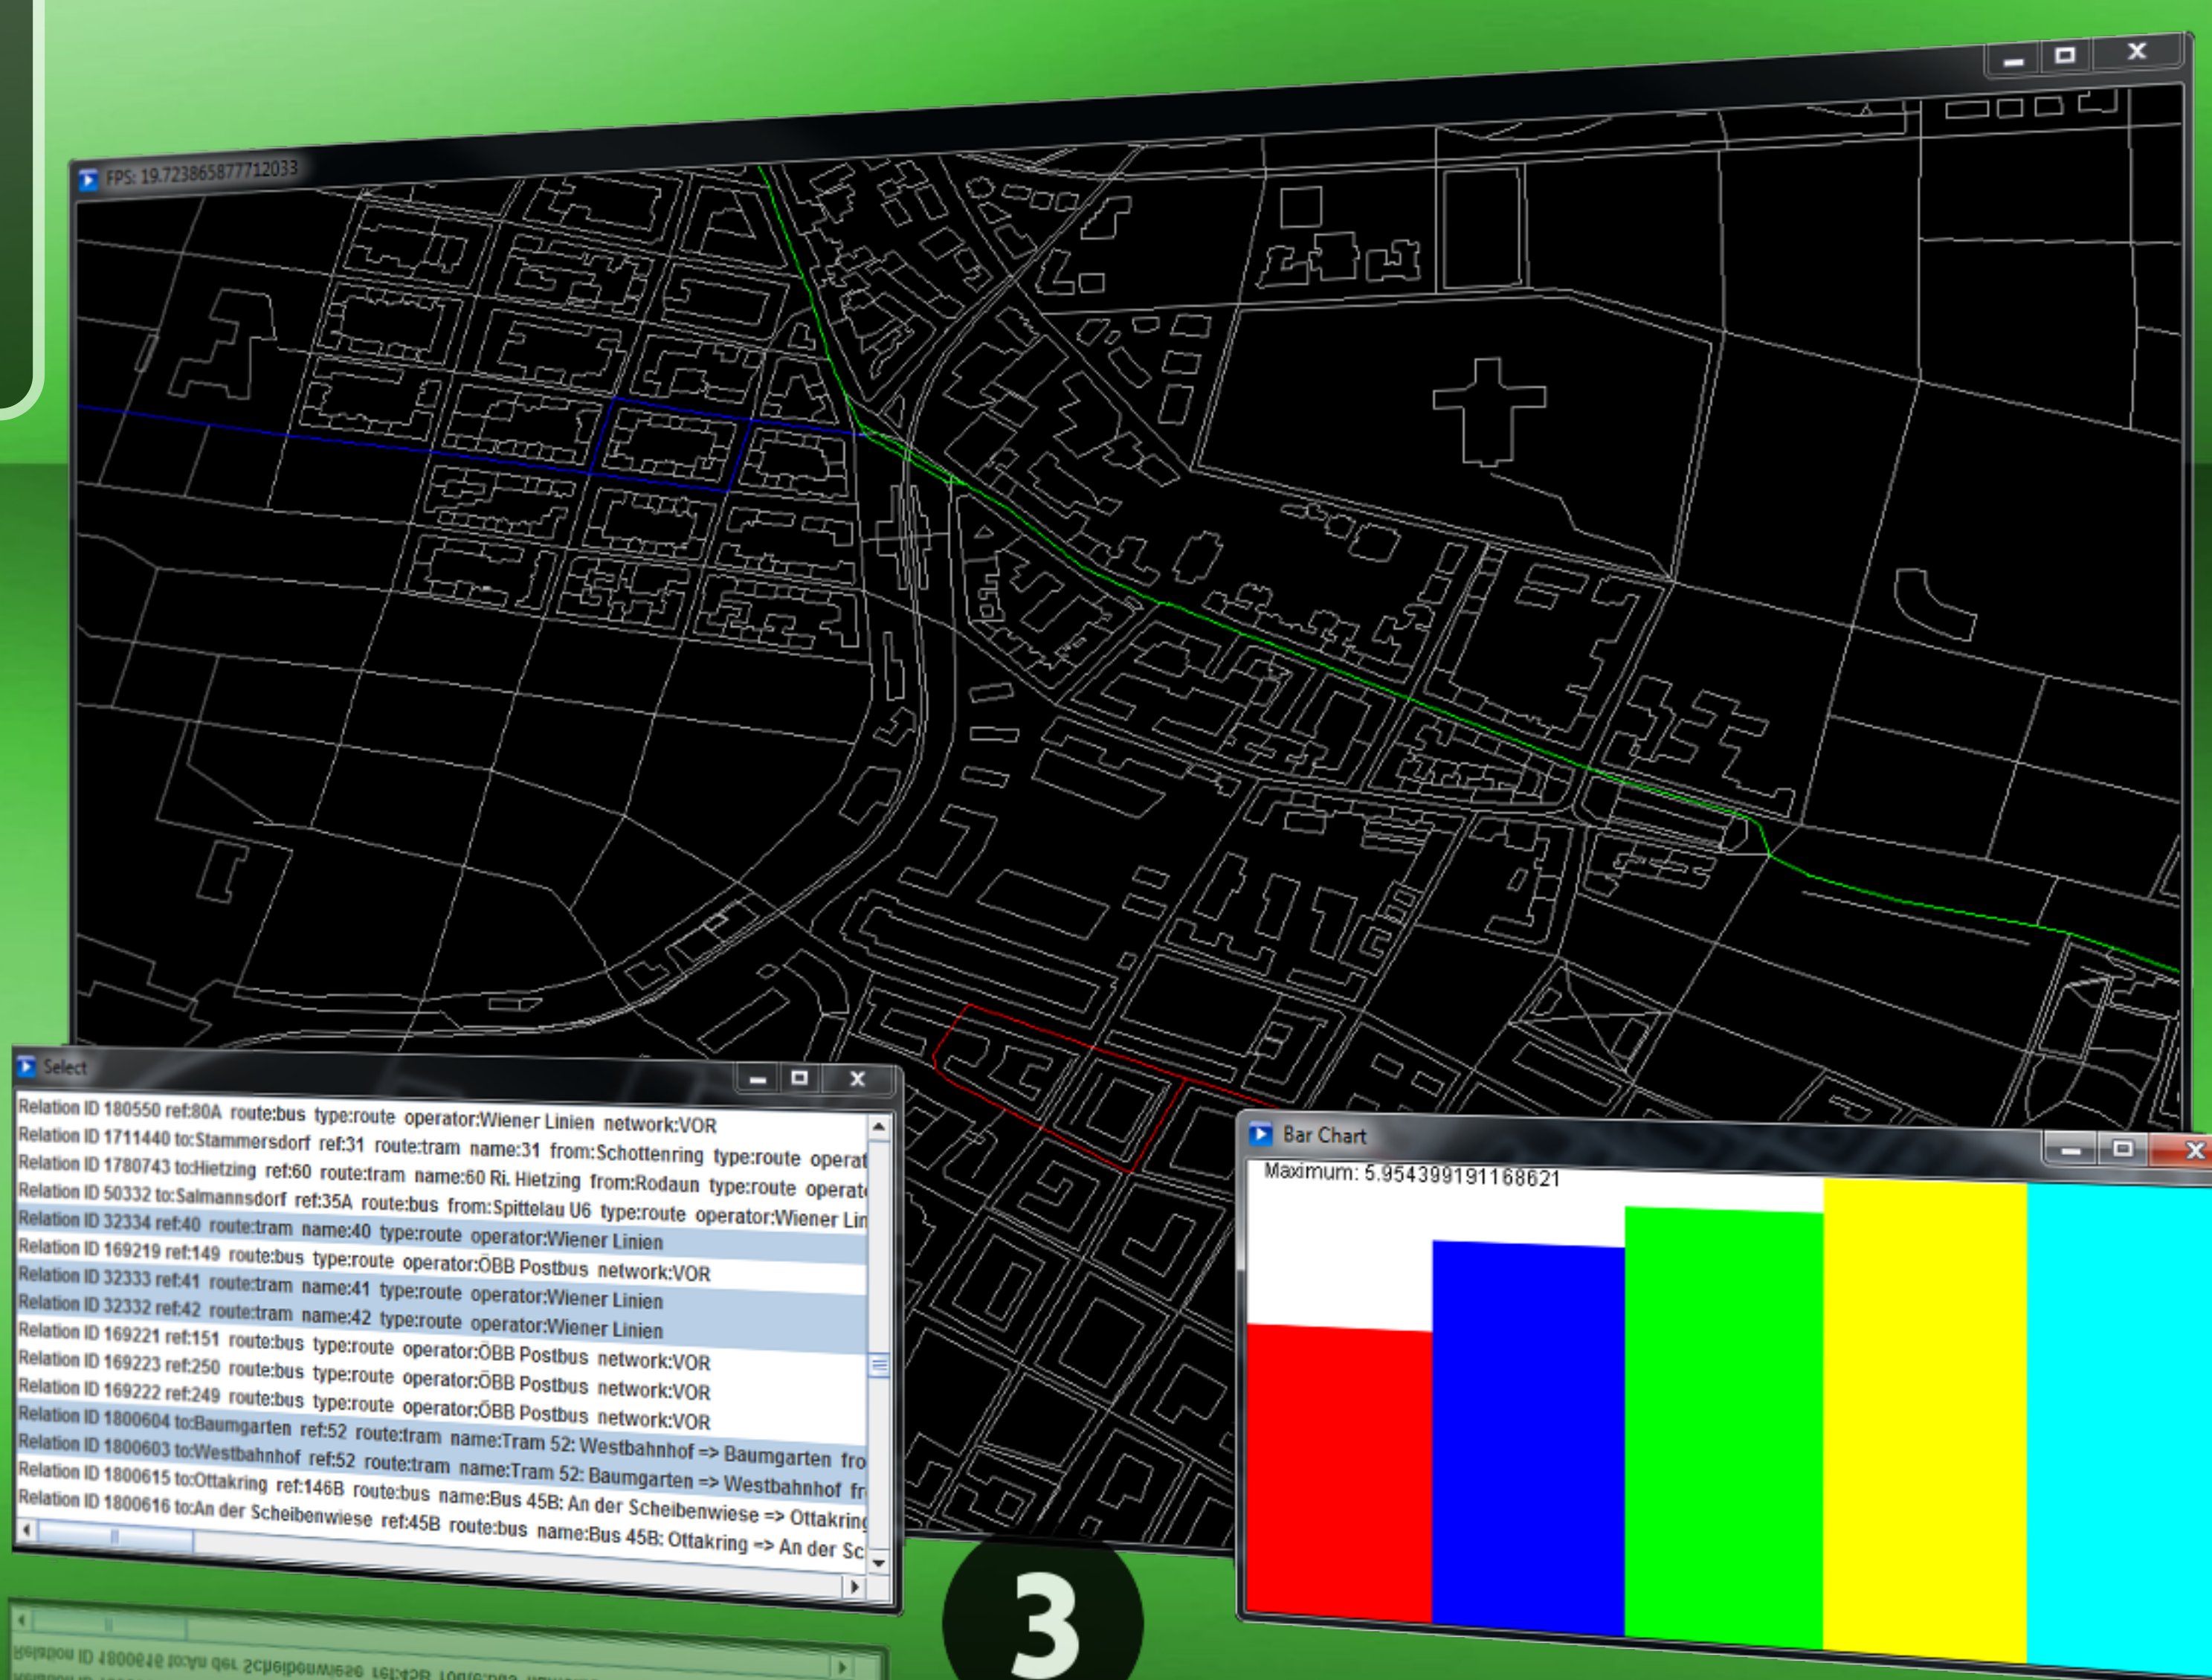 FPS: 19.723865877712033
Select
Relation ID 180550 ref:80A route:bus type:route operator:Wiener Linien network:VOR
Relation ID 1711440 to:Stammersdorf ref:31 route:tram name:31 from:Schottenring type:route operat
Relation ID 1780743 to:Hietzing ref:60 route:tram name:60 Ri. Hietzing from:Rodaun type:route operat
Relation ID 50332 to:Salmannsdorf ref:35A route:bus from:Spittelau U6 type:route operator:Wiener Lin
Relation ID 32334 ref:40 route:tram name:40 type:route operator:Wiener Linien
Relation ID 169219 ref:149 route:bus type:route operator:ÖBB Postbus network:VOR
Relation ID 32333 ref:41 route:tram name:41 type:route operator:Wiener Linien
Relation ID 32332 ref:42 route:tram name:42 type:route operator:Wiener Linien
Relation ID 169221 ref:151 route:bus type:route operator:ÖBB Postbus network:VOR
Relation ID 169223 ref:250 route:bus type:route operator:ÖBB Postbus network:VOR
Relation ID 169222 ref:249 route:bus type:route operator:ÖBB Postbus network:VOR
Relation ID 1800604 to:Baumgarten ref:52 route:tram name:Tram 52: Westbahnhof => Baumgarten fro
Relation ID 1800603 to:Westbahnhof ref:52 route:tram name:Tram 52: Baumgarten => Westbahnhof fr
Relation ID 1800615 to:Ottakring ref:146B route:bus name:Bus 45B: An der Scheibenwiese => Ottakring
Relation ID 1800616 to:An der Scheibenwiese ref:45B route:bus name:Bus 45B: Ottakring => An der Sc
Bar Chart
Maximum: 5.954399191168621
3
Relation ID 1800616 to:An der Scheibenwiese ref:45B route:bus